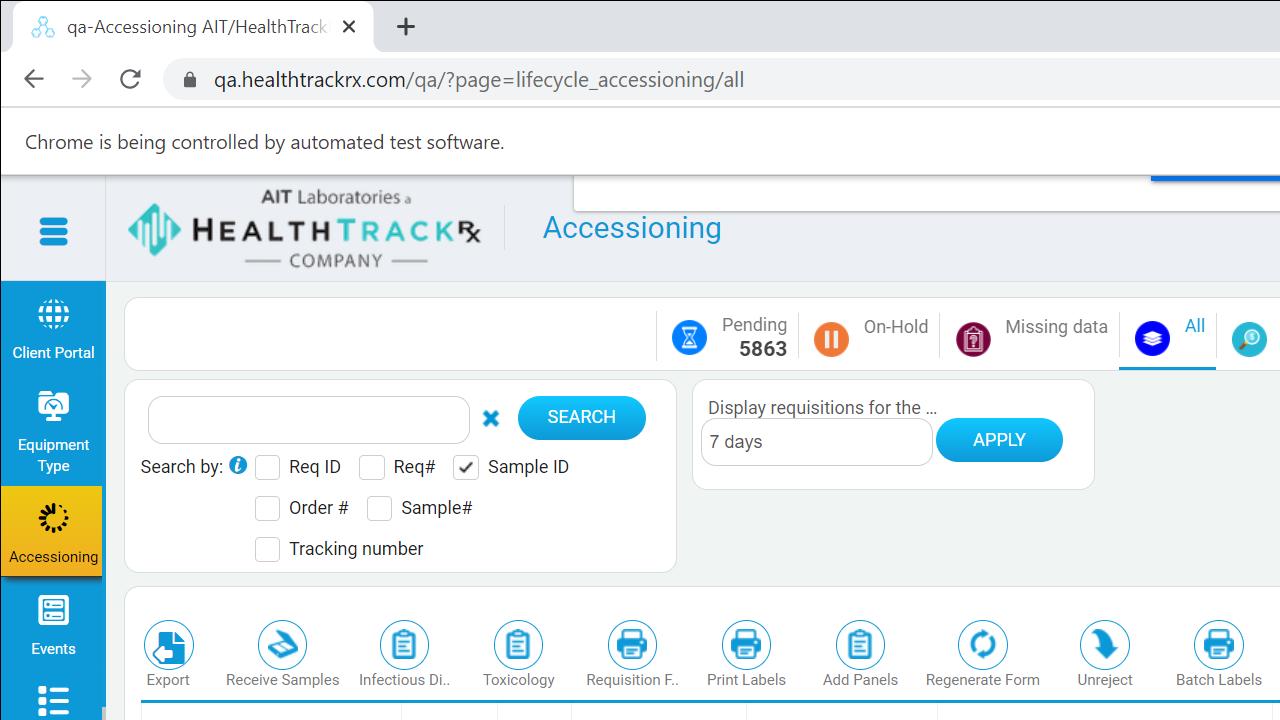 qa-Accessioning AIT/HealthTrack
qa.healthtrackrx.com/qa/?page=lifecycle_accessioning/all
Chrome is being controlled by automated test software.
AIT Laboratories a
HEALTHTRACKRx
COMPANY
Accessioning
Client Portal
Equipment
Type
Accessioning
Events
Pending
5863
On-Hold
Missing data
All
SEARCH
Search by:
Req ID
Req#
Sample ID
Order #
Sample#
Tracking number
Display requisitions for the ...
7 days
APPLY
Export
Receive Samples
Infectious Di..
Toxicology
Requisition F..
Print Labels
Add Panels
Regenerate Form
Unreject
Batch Labels